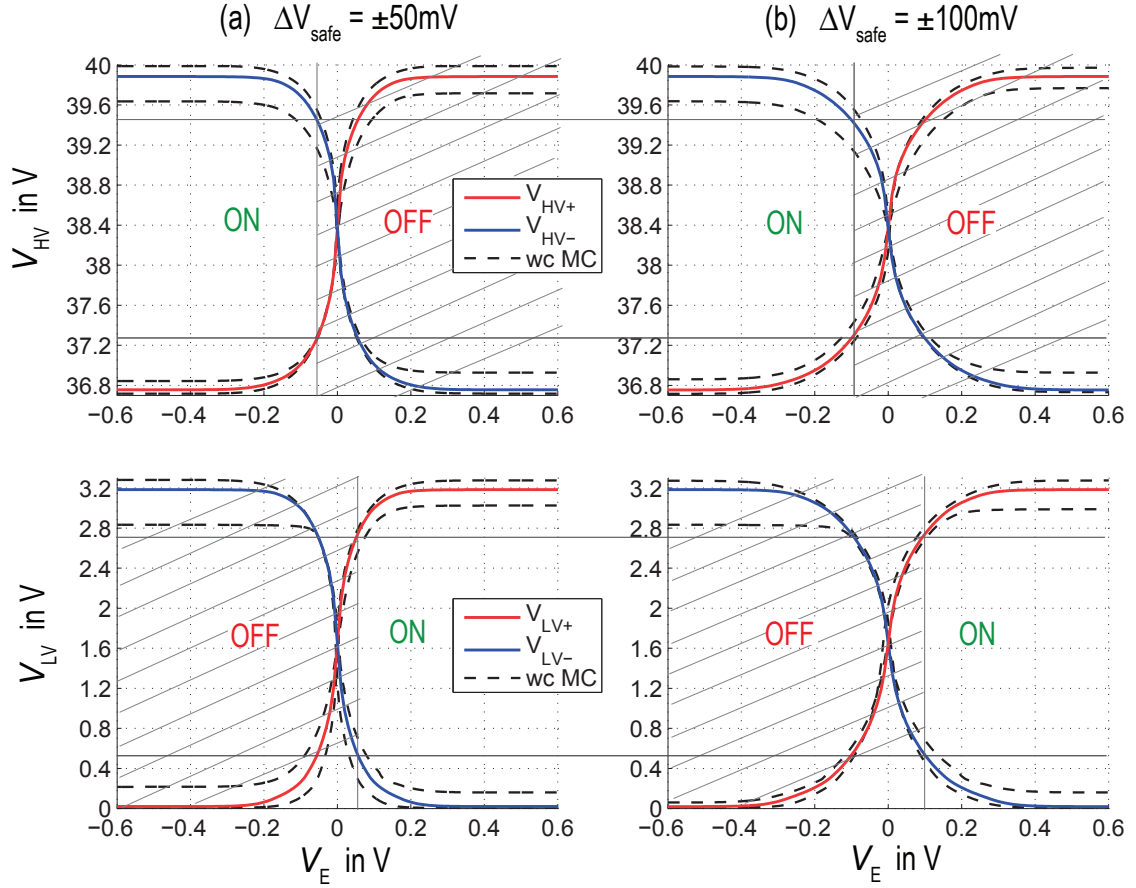 (a) ΔV_safe = ±50mV
(b) ΔV_safe = ±100mV
V_HV in V
40
39.6
39.2
38.8
38.4
38
37.6
37.2
36.8
ON
OFF
V_HV+
V_HV−
wc MC
−0.6 −0.4 −0.2 0 0.2 0.4 0.6
40
39.6
39.2
38.8
38.4
38
37.6
37.2
36.8
ON
OFF
−0.6 −0.4 −0.2 0 0.2 0.4 0.6
V_LV in V
3.2
2.8
2.4
2
1.6
1.2
0.8
0.4
0
OFF
ON
V_LV+
V_LV−
wc MC
−0.6 −0.4 −0.2 0 0.2 0.4 0.6
V_E in V
3.2
2.8
2.4
2
1.6
1.2
0.8
0.4
0
OFF
ON
−0.6 −0.4 −0.2 0 0.2 0.4 0.6
V_E in V